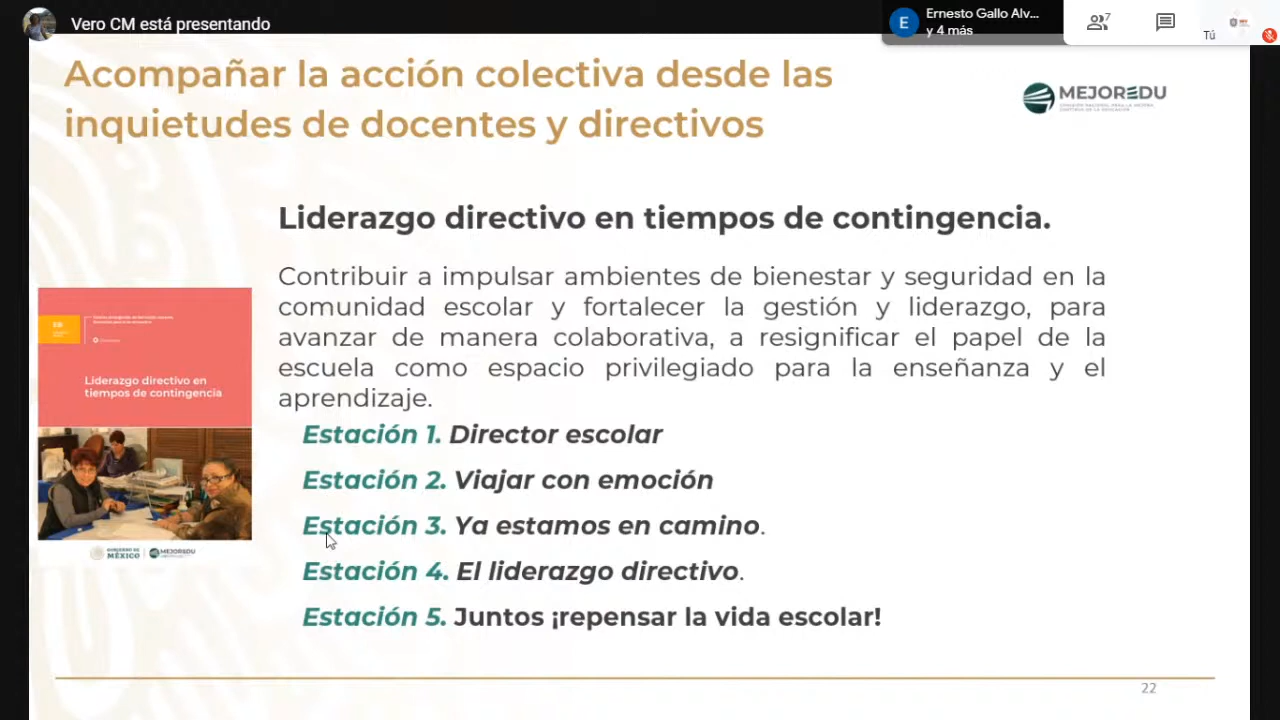 Vero CM está presentando
Ernesto Gallo Alv...
y 4 más
E
7
Tú
Acompañar la acción colectiva desde las
inquietudes de docentes y directivos
MEJOREDU
Liderazgo directivo en tiempos de contingencia.
Contribuir a impulsar ambientes de bienestar y seguridad en la
comunidad escolar y fortalecer la gestión y liderazgo, para
avanzar de manera colaborativa, a resignificar el papel de la
escuela como espacio privilegiado para la enseñanza y el
aprendizaje.
Liderazgo directivo en
tiempos de contingencia
GOBIERNO DE
MÉXICO
MEJOREDU
Estación 1. Director escolar
Estación 2. Viajar con emoción
Estación 3. Ya estamos en camino.
Estación 4. El liderazgo directivo.
Estación 5. Juntos ¡repensar la vida escolar!
22